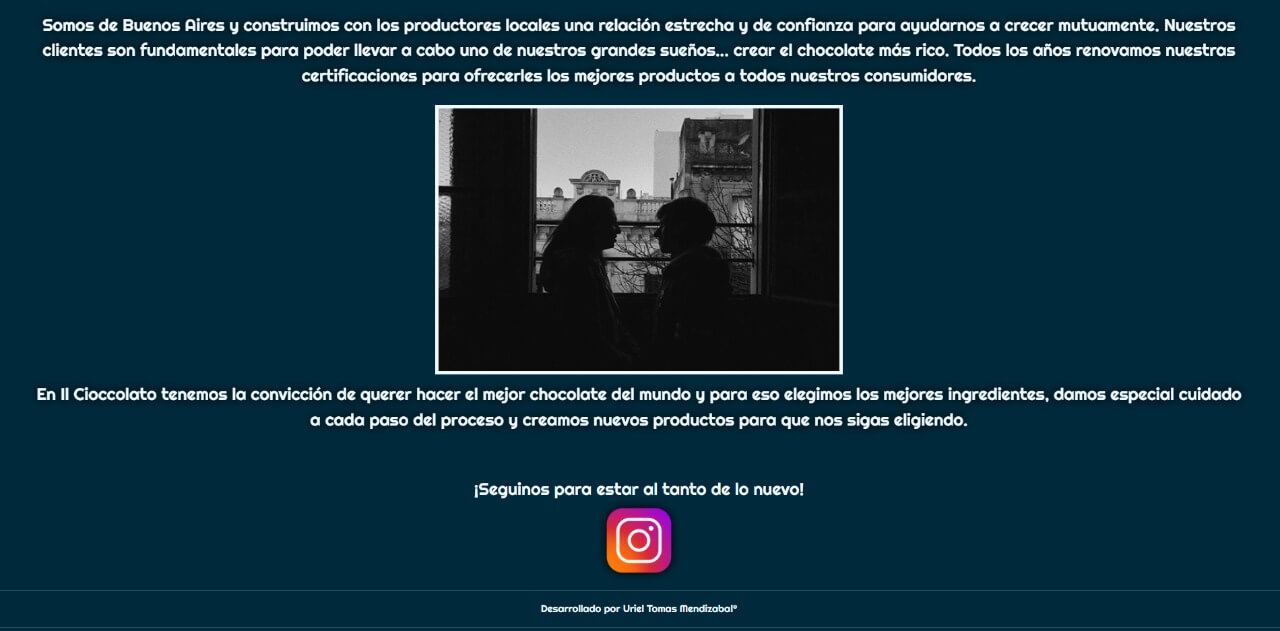 Somos de Buenos Aires y construimos con los productores locales una relación estrecha y de confianza para ayudarnos a crecer mutuamente. Nuestros
clientes son fundamentales para poder llevar a cabo uno de nuestros grandes sueños... crear el chocolate más rico. Todos los años renovamos nuestras
certificaciones para ofrecerles los mejores productos a todos nuestros consumidores.
En Il Cioccolato tenemos la convicción de querer hacer el mejor chocolate del mundo y para eso elegimos los mejores ingredientes, damos especial cuidado
a cada paso del proceso y creamos nuevos productos para que nos sigas eligiendo.
¡Seguinos para estar al tanto de lo nuevo!
Desarrollado por Uriel Tomas Mendizabal®